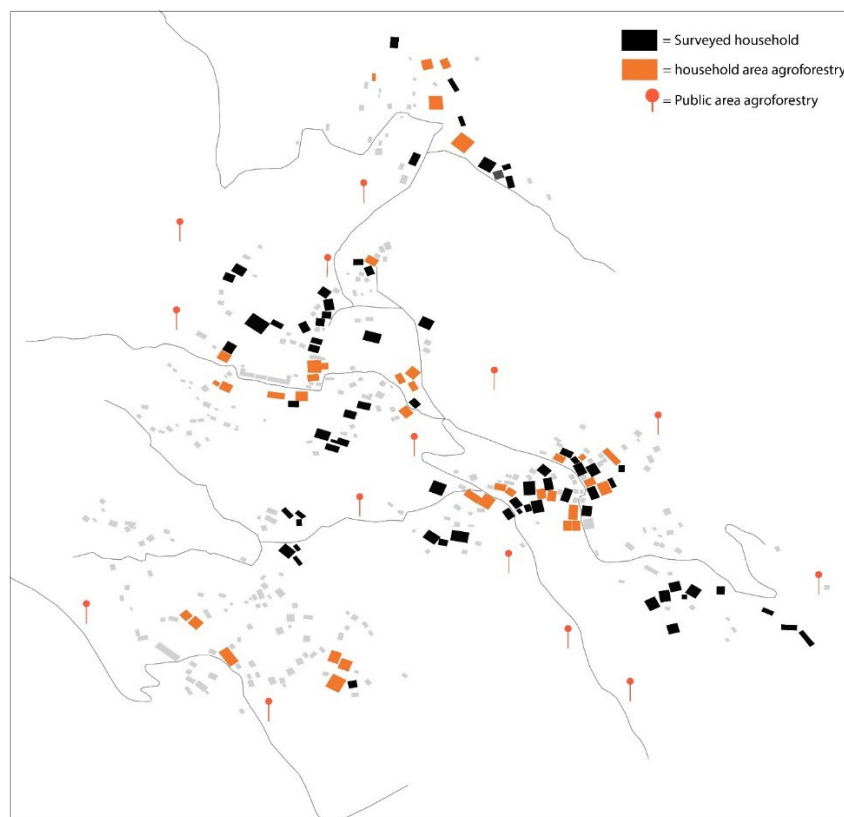 = Surveyed household
= household area agroforestry
= Public area agroforestry